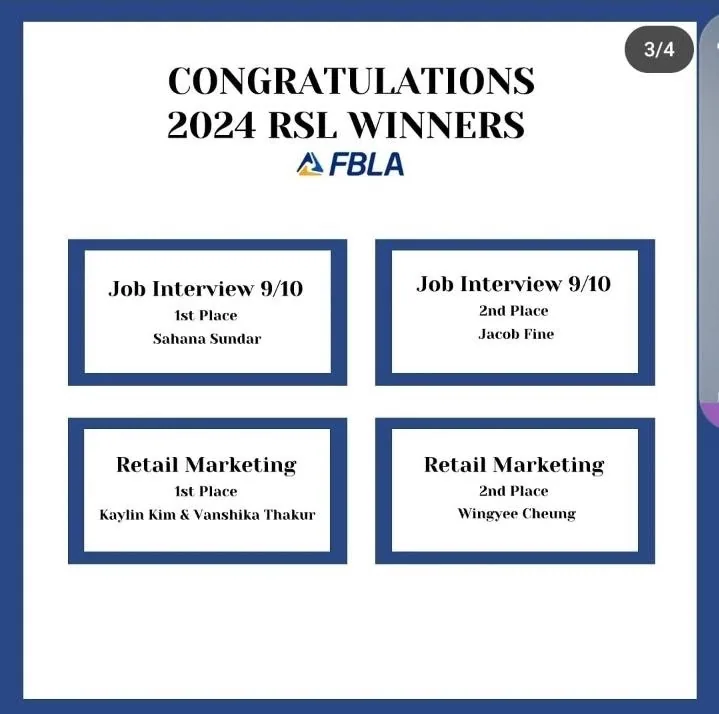 3/4
CONGRATULATIONS
2024 RSL WINNERS
FBLA
Job Interview 9/10
1st Place
Sahana Sundar
Job Interview 9/10
2nd Place
Jacob Fine
Retail Marketing
1st Place
Kaylin Kim & Vanshika Thakur
Retail Marketing
2nd Place
Wingyee Cheung